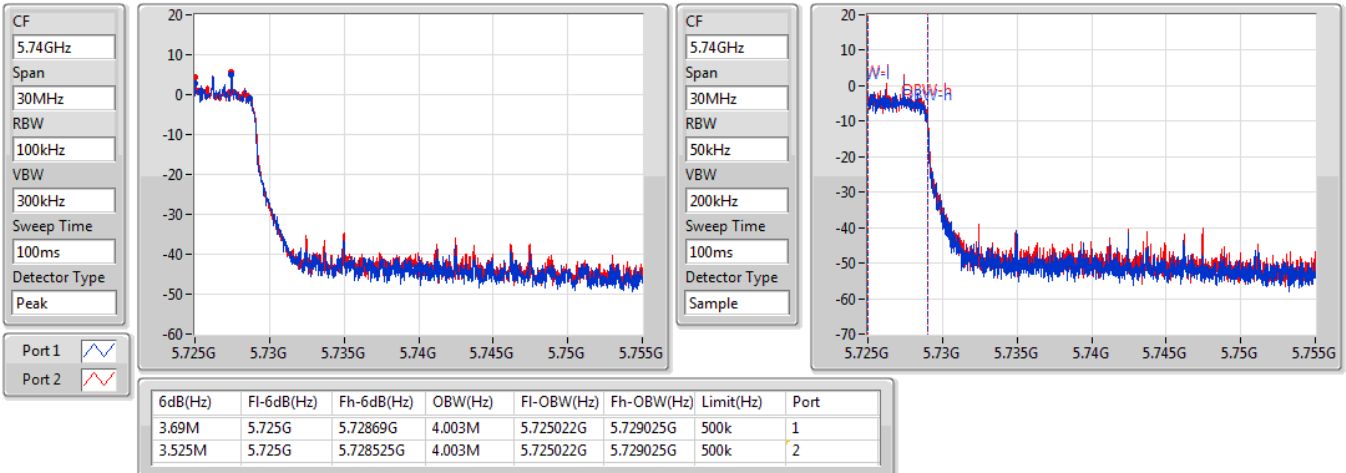 CF
5.74GHz
Span
30MHz
RBW
100kHz
VBW
300kHz
Sweep Time
100ms
Detector Type
Peak
20
10
0
-10
-20
-30
-40
-50
-60
5.725G 5.73G 5.735G 5.74G 5.745G 5.75G 5.755G
CF
5.74GHz
Span
30MHz
RBW
50kHz
VBW
200kHz
Sweep Time
100ms
Detector Type
Sample
20
10
0
-10
-20
-30
-40
-50
-60
-70
W-l
OBW-h
5.725G 5.73G 5.735G 5.74G 5.745G 5.75G 5.755G
Port 1
Port 2
6dB(Hz) Fl-6dB(Hz) Fh-6dB(Hz) OBW(Hz) Fl-OBW(Hz) Fh-OBW(Hz) Limit(Hz) Port
3.69M 5.725G 5.72869G 4.003M 5.725022G 5.729025G 500k 1
3.525M 5.725G 5.728525G 4.003M 5.725022G 5.729025G 500k 2